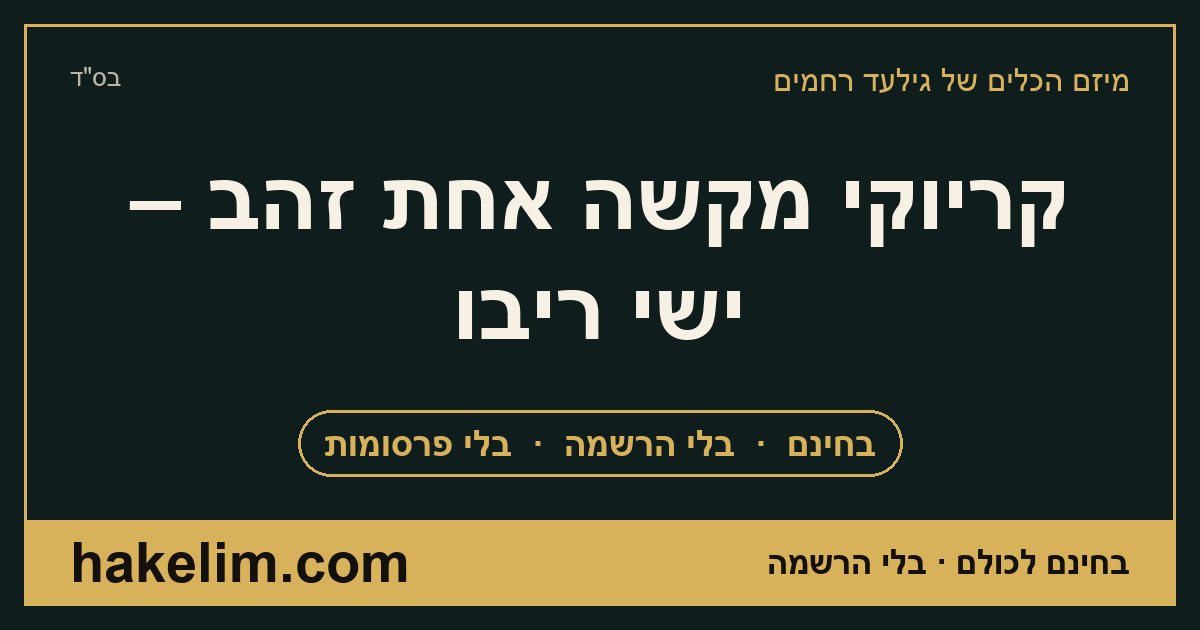 מיזם הכלים של גילעד רחמים
בס"ד
קריוקי מקשה אחת זהב –
ישי ריבו
בחינם · בלי הרשמה · בלי פרסומות
בחינם לכולם · בלי הרשמה
hakelim.com